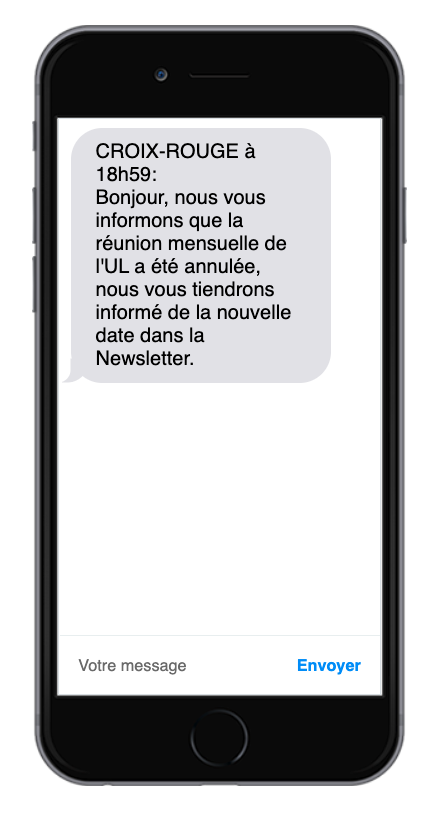 CROIX-ROUGE à
18h59:
Bonjour, nous vous
informons que la
réunion mensuelle de
l'UL a été annulée,
nous vous tiendrons
informé de la nouvelle
date dans la
Newsletter.
Votre message
Envoyer